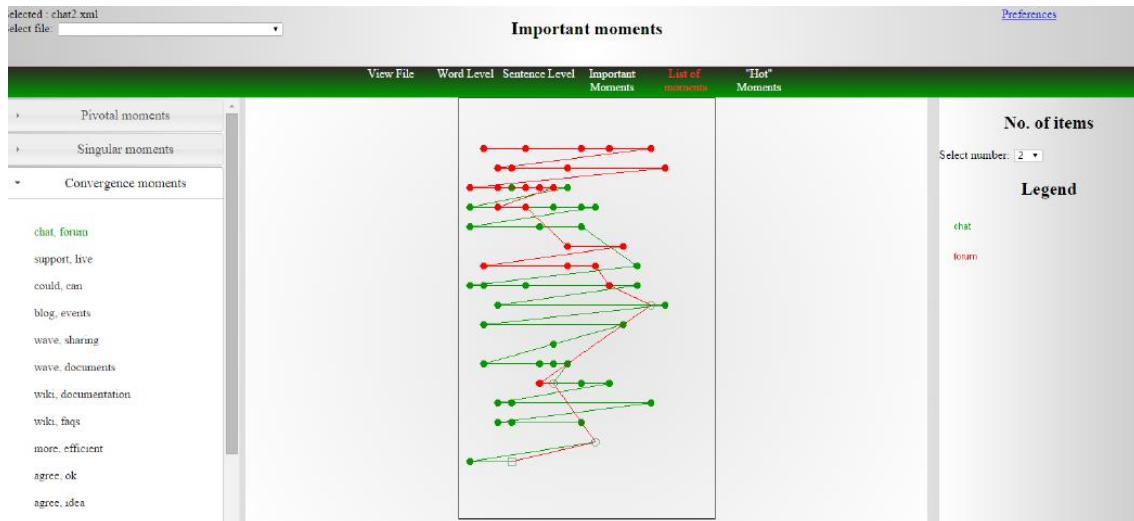 Selected : chat2.xml
Select file:
Important moments
Preferences
View File
Word Level
Sentence Level
Important
Moments
List of
moments
"Hot"
Moments
Pivotal moments
Singular moments
Convergence moments
chat, forum
support, live
could, can
blog, events
wave, sharing
wave, documents
wiki, documentation
wiki, faqs
more, efficient
agree, ok
agree, idea
No. of items
Select number: 2
Legend
chat
forum